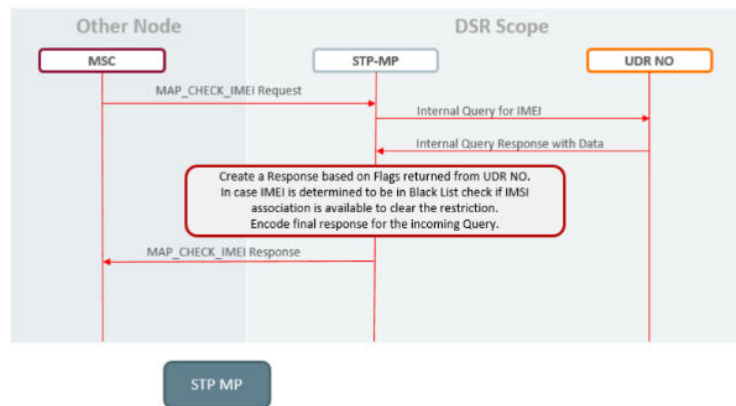 Other Node
DSR Scope
MSC
STP-MP
UDR NO
MAP_CHECK_IMEI Request
Internal Query for IMEI
Internal Query Response with Data
Create a Response based on Flags returned from UDR NO.
In case IMEI is determined to be in Black List check if IMSI
association is available to clear the restriction.
Encode final response for the incoming Query.
MAP_CHECK_IMEI Response
STP MP